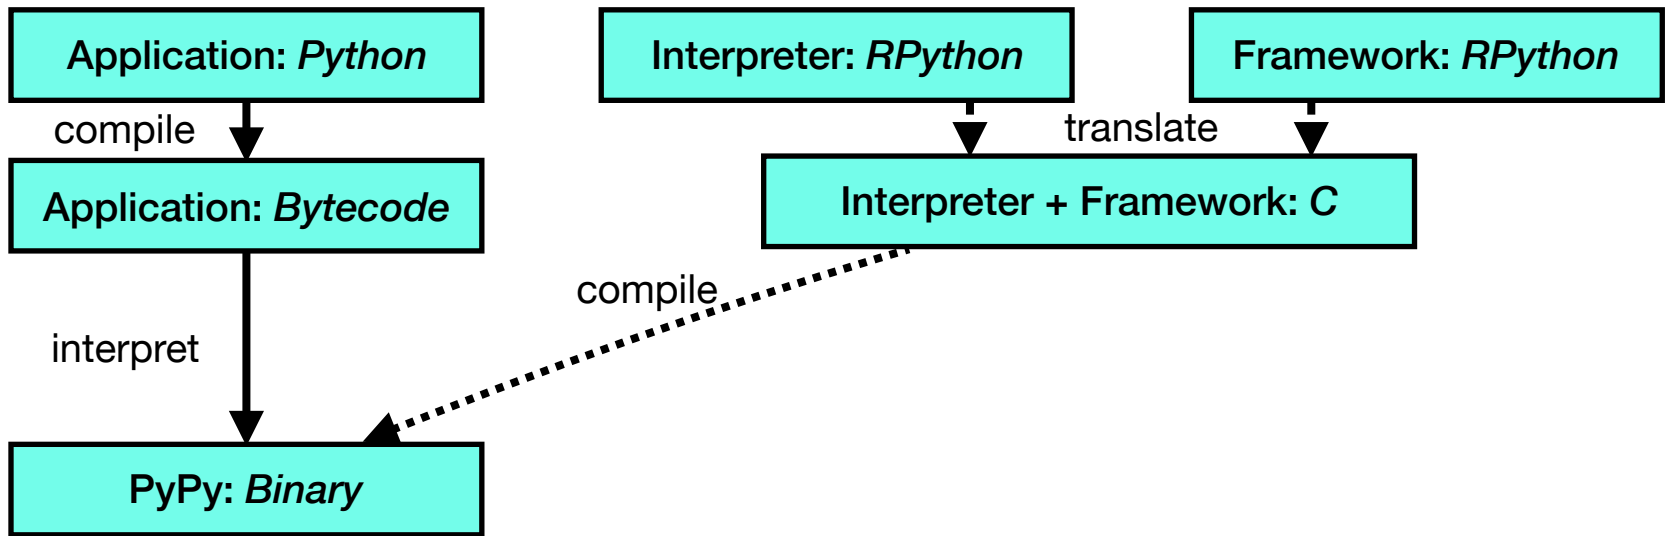 Application: Python
Interpreter: RPython
Framework: RPython
compile
translate
Application: Bytecode
Interpreter + Framework: C
compile
interpret
PyPy: Binary